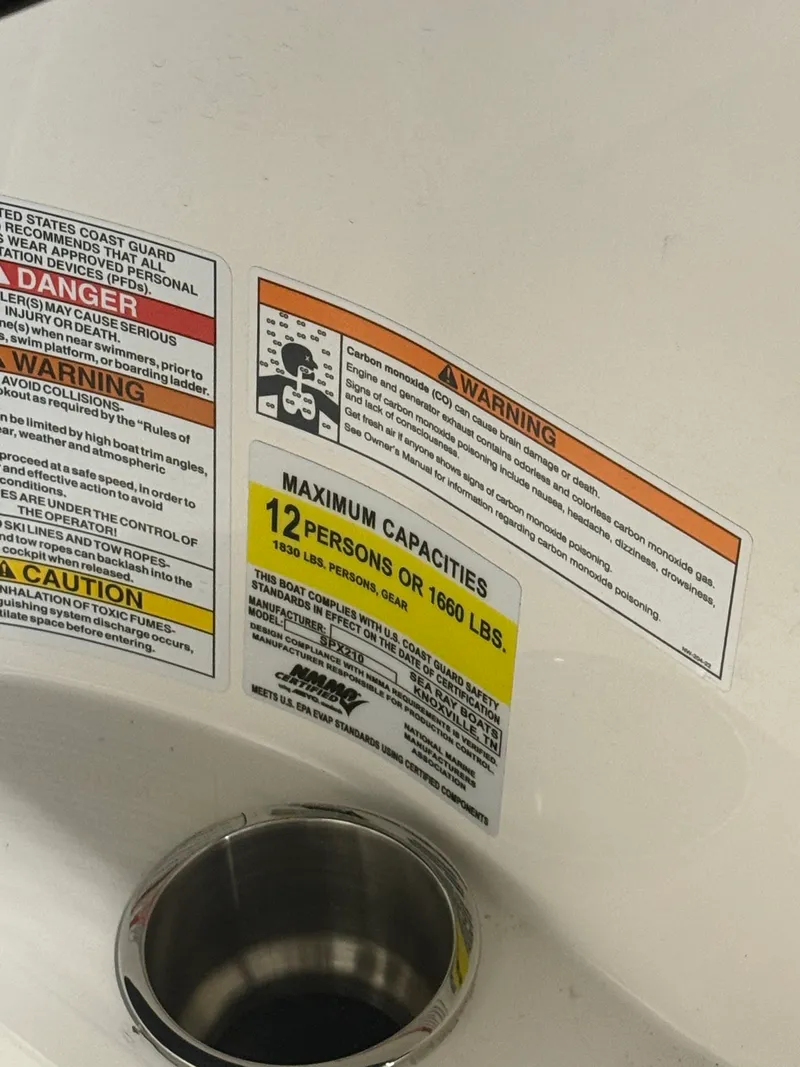 TED STATES COAST GUARD
RECOMMENDS THAT ALL
WEAR APPROVED PERSONAL
TATION DEVICES (PFDs).
DANGER
LER(S) MAY CAUSE SERIOUS
INJURY OR DEATH.
ne(s) when near swimmers, prior to
s, swim platform, or boarding ladder.
WARNING
AVOID COLLISIONS-
okout as required by the "Rules of
n be limited by high boat trim angles,
ear, weather and atmospheric
proceed at a safe speed, in order to
and effective action to avoid
conditions.
ES ARE UNDER THE CONTROL OF
THE OPERATOR!
SKI LINES AND TOW ROPES-
nd tow ropes can backlash into the
cockpit when released.
CAUTION
NHALATION OF TOXIC FUMES-
guishing system discharge occurs,
tilate space before entering.
WARNING
Carbon monoxide (CO) can cause brain damage or death.
Engine and generator exhaust contains odorless and colorless carbon monoxide gas.
Signs of carbon monoxide poisoning include nausea, headache, dizziness, drowsiness,
and lack of consciousness.
Get fresh air if anyone shows signs of carbon monoxide poisoning.
See Owner's Manual for information regarding carbon monoxide poisoning.
MAXIMUM CAPACITIES
12 PERSONS OR 1660 LBS.
1830 LBS. PERSONS, GEAR
THIS BOAT COMPLIES WITH U.S. COAST GUARD SAFETY
STANDARDS IN EFFECT ON THE DATE OF CERTIFICATION
MANUFACTURER: SEA RAY BOATS
KNOXVILLE, TN
MODEL: SPX210
DESIGN COMPLIANCE WITH NMMA REQUIREMENTS IS VERIFIED.
MANUFACTURER RESPONSIBLE FOR PRODUCTION CONTROL.
NMMA
CERTIFIED
NATIONAL MARINE
MANUFACTURERS
ASSOCIATION
MEETS U.S. EPA EVAP STANDARDS USING CERTIFIED COMPONENTS